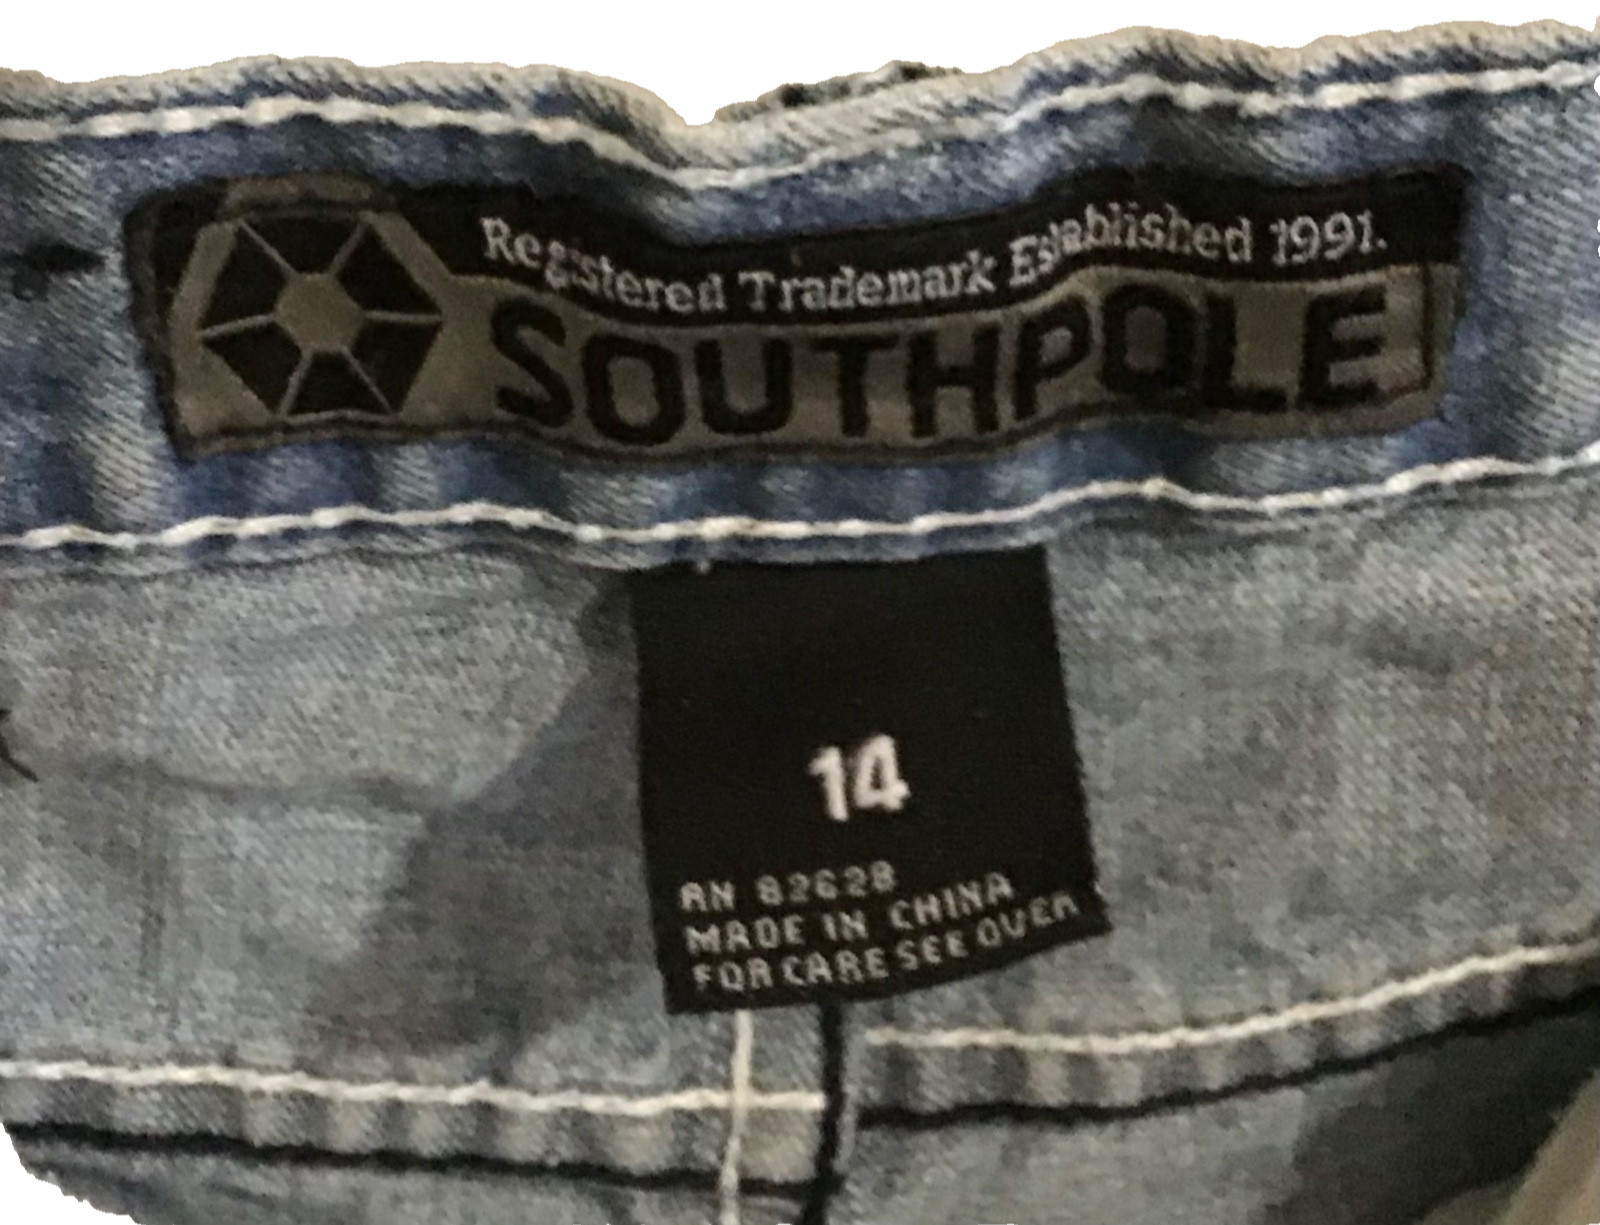 Registered Trademark Established 1991.
SOUTHPOLE
14
RN 82628
MADE IN CHINA
FOR CARE SEE OVER